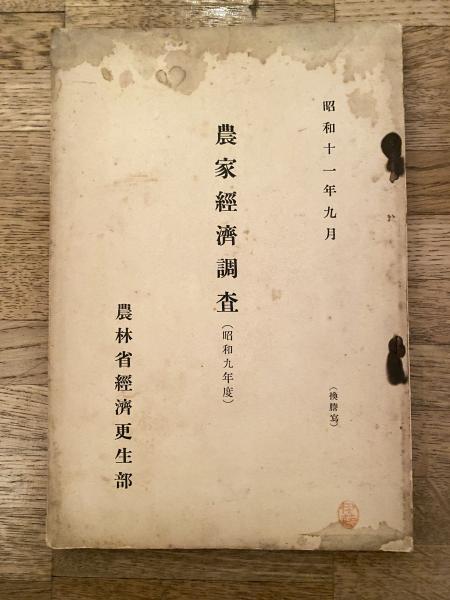 昭和十一年九月
(換謄寫)
農家經濟調査(昭和九年度)
農林省經濟更生部